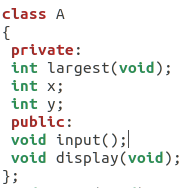 class A
{
private:
int largest(void);
int x;
int y;
public:
void input();
void display(void);
};